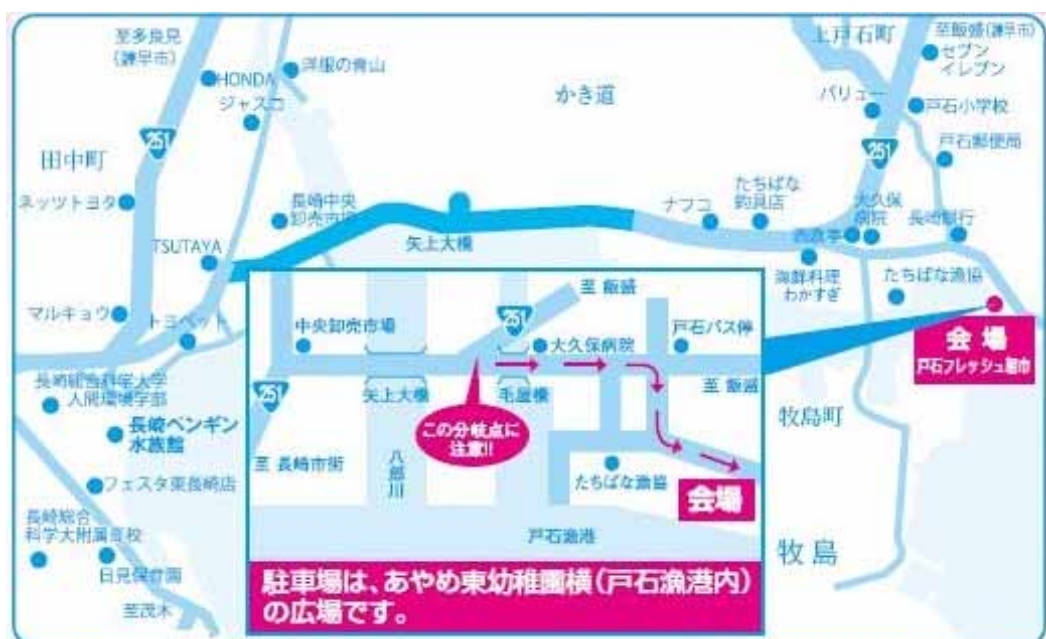 至多良見
(諫早市)
HONDA
ジャスコ
洋服の青山
かき道
上戸石町
至飯盛(諫早市)
セブン
イレブン
バリュー
戸石小学校
戸石郵便局
251
251
田中町
ネッツトヨタ
長崎中央
卸売市場
TSUTAYA
矢上大橋
ナフコ
たちばな
釣具店
大久保
病院
長崎銀行
海鮮料理
わかすぎ
たちばな漁協
マルキョウ
トヨペット
会場
戸石フレッシュ朝市
長崎総合科学大学
人間環境学部
長崎ペンギン
水族館
フェスタ東長崎店
長崎総合
科学大附属高校
日見保育園
至茂木
牧島町
牧島
至 飯盛
251
中央卸売市場
大久保病院
戸石バス停
至 飯盛
矢上大橋
毛屋橋
251
この分岐点に
注意!!
至 長崎市街
八郎川
たちばな漁協
会場
戸石漁港
駐車場は、あやめ東幼稚園横(戸石漁港内)
の広場です。